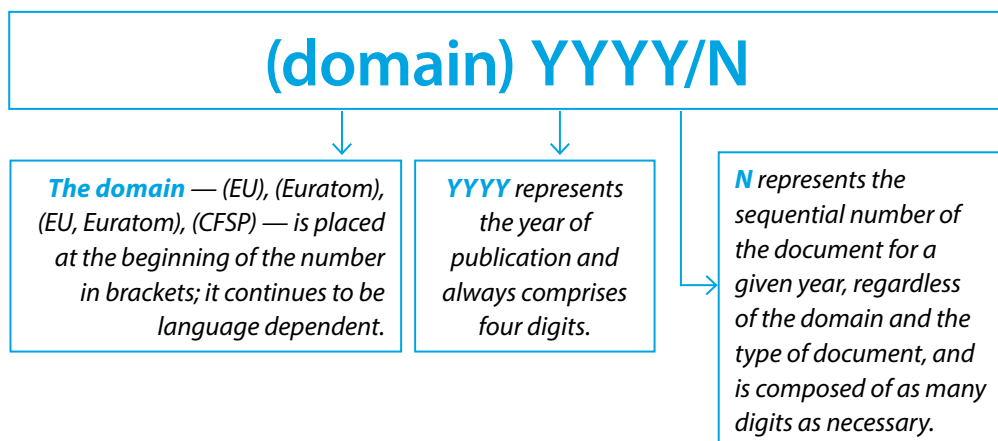 (domain) YYYY/N
The domain — (EU), (Euratom),
(EU, Euratom), (CFSP) — is placed
at the beginning of the number
in brackets; it continues to be
language dependent.
YYYY represents
the year of
publication and
always comprises
four digits.
N represents the
sequential number of
the document for a
given year, regardless
of the domain and the
type of document, and
is composed of as many
digits as necessary.